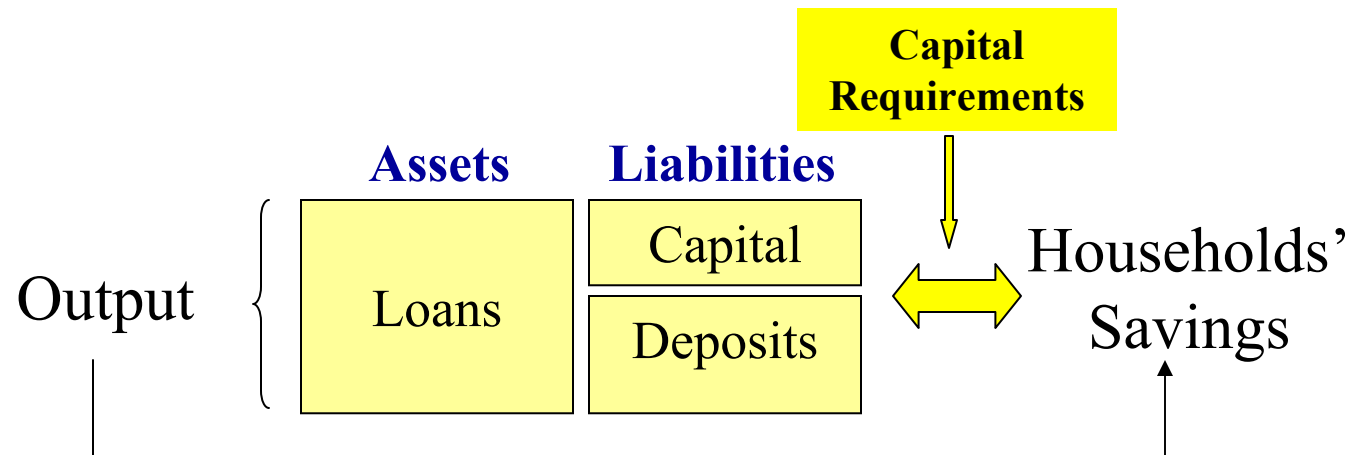 Capital
Requirements
Assets
Liabilities
Output
Loans
Capital
Deposits
Households’
Savings